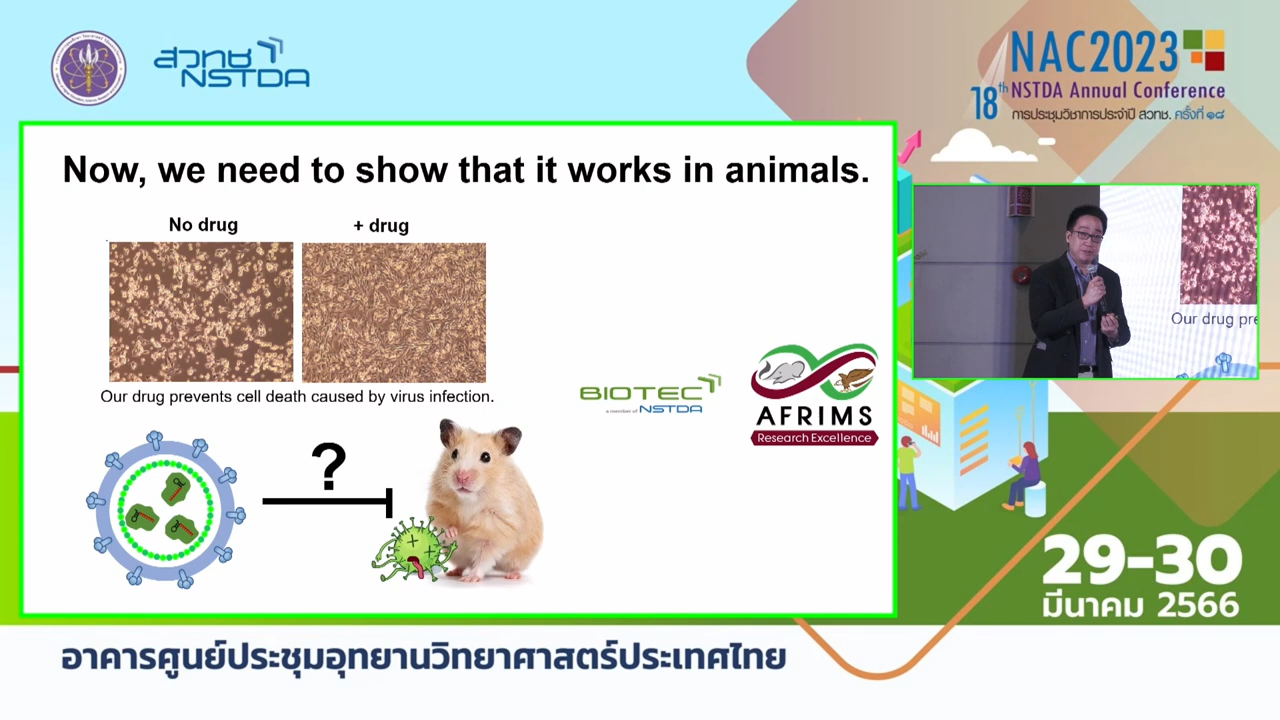 สวทช
NSTDA
NAC2023
18th NSTDA Annual Conference
การประชุมวิชาการประจำปี สวทช. ครั้งที่ ๑๘
Now, we need to show that it works in animals.
No drug
+ drug
Our drug prevents cell death caused by virus infection.
?
BIOTEC
a member of NSTDA
AFRIMS
Research Excellence
Our drug pre
29-30
มีนาคม 2566
อาคารศูนย์ประชุมอุทยานวิทยาศาสตร์ประเทศไทย